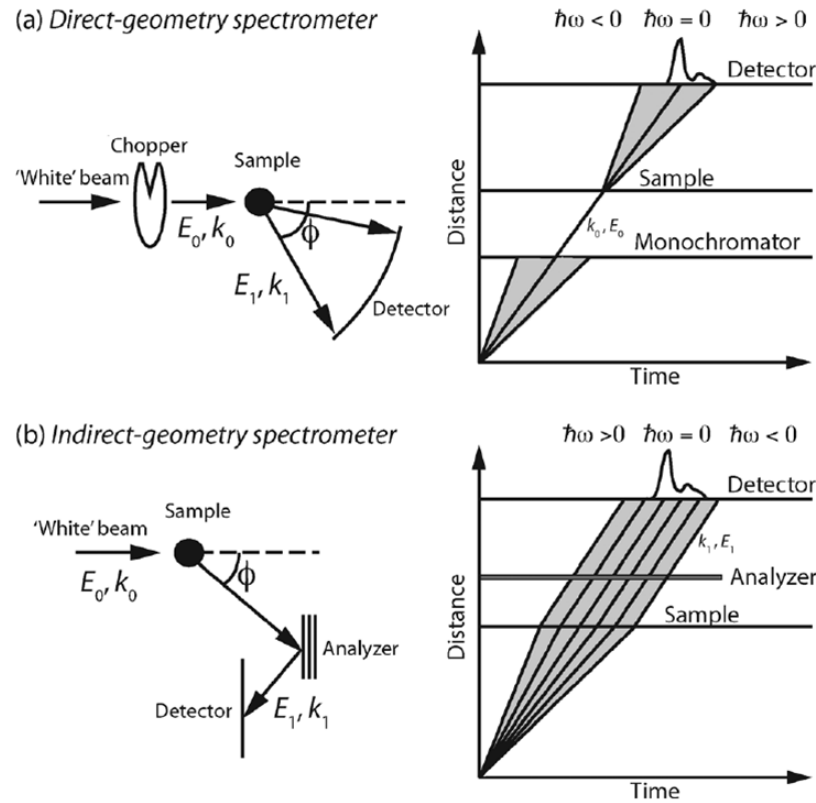 (a) Direct-geometry spectrometer
ħω < 0 ħω = 0 ħω > 0
Detector
Chopper
Sample
'White' beam
E₀, k₀
ϕ
E₁, k₁
Detector
Sample
k₀, E₀
Monochromator
Distance
Time
(b) Indirect-geometry spectrometer
ħω >0 ħω = 0 ħω < 0
Detector
Sample
'White' beam
E₀, k₀
ϕ
Analyzer
Detector
E₁, k₁
k₁, E₁
Analyzer
Sample
Distance
Time